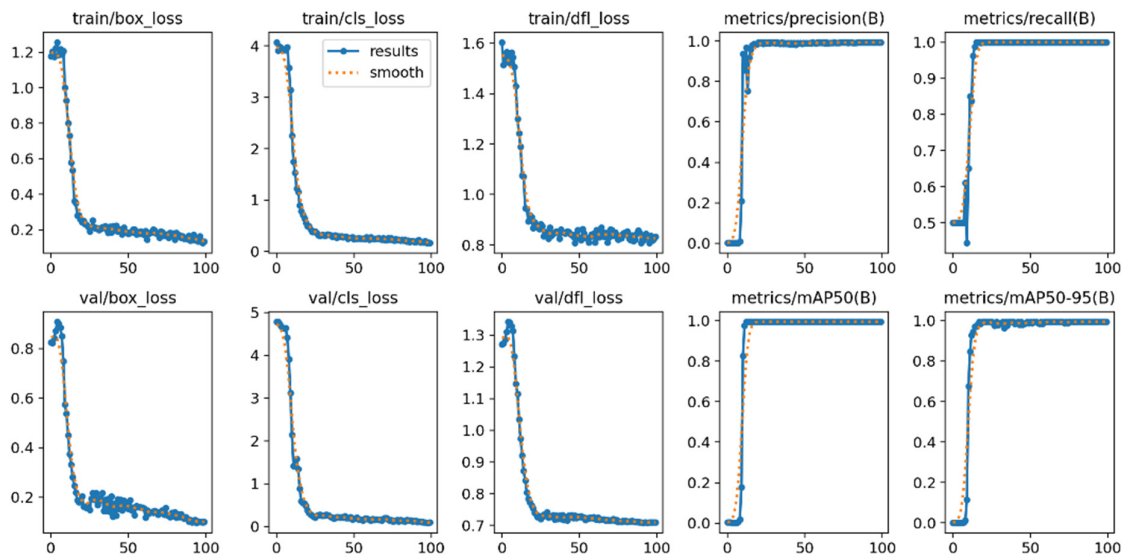 train/box_loss
train/cls_loss
train/dfl_loss
metrics/precision(B)
metrics/recall(B)
results
smooth
1.2
1.0
0.8
0.6
0.4
0.2
0 50 100
4
3
2
1
0
0 50 100
1.6
1.4
1.2
1.0
0.8
0 50 100
1.0
0.8
0.6
0.4
0.2
0.0
0 50 100
1.0
0.9
0.8
0.7
0.6
0.5
0 50 100
val/box_loss
val/cls_loss
val/dfl_loss
metrics/mAP50(B)
metrics/mAP50-95(B)
0.8
0.6
0.4
0.2
0 50 100
5
4
3
2
1
0
0 50 100
1.3
1.2
1.1
1.0
0.9
0.8
0.7
0 50 100
1.0
0.8
0.6
0.4
0.2
0.0
0 50 100
1.0
0.8
0.6
0.4
0.2
0.0
0 50 100